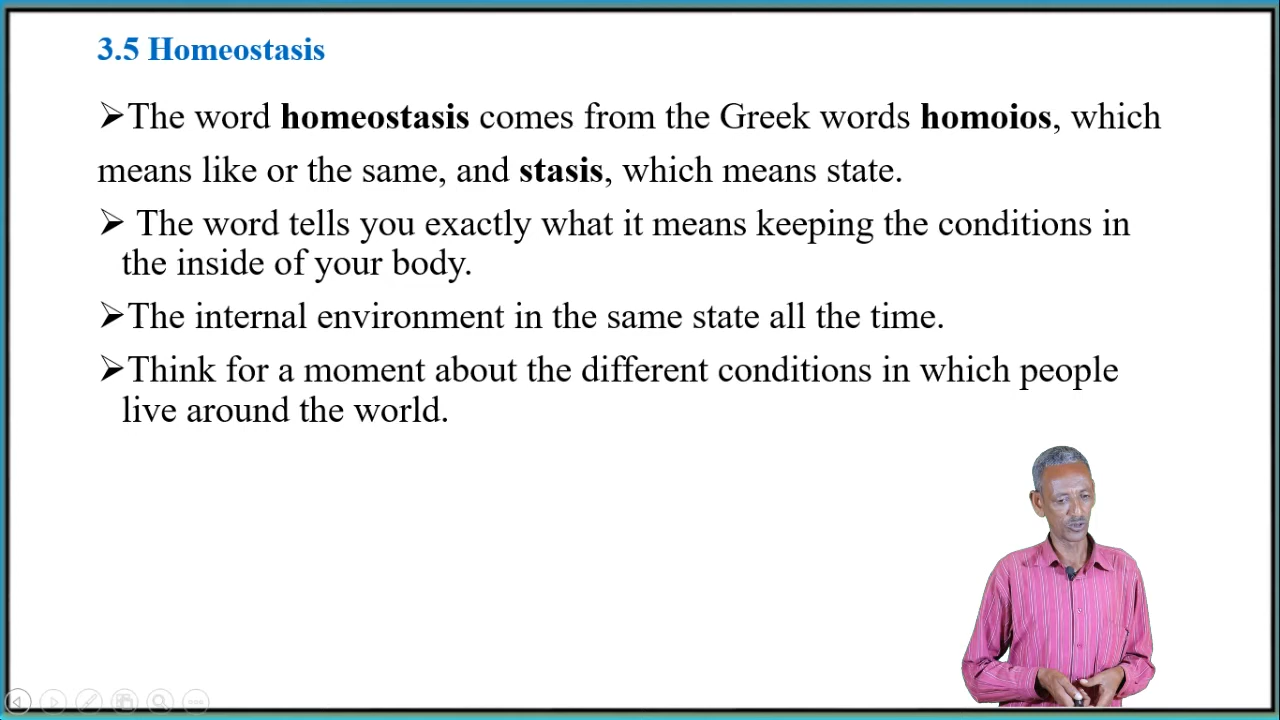 3.5 Homeostasis
➢The word homeostasis comes from the Greek words homoios, which
means like or the same, and stasis, which means state.
➢ The word tells you exactly what it means keeping the conditions in
the inside of your body.
➢The internal environment in the same state all the time.
➢Think for a moment about the different conditions in which people
live around the world.